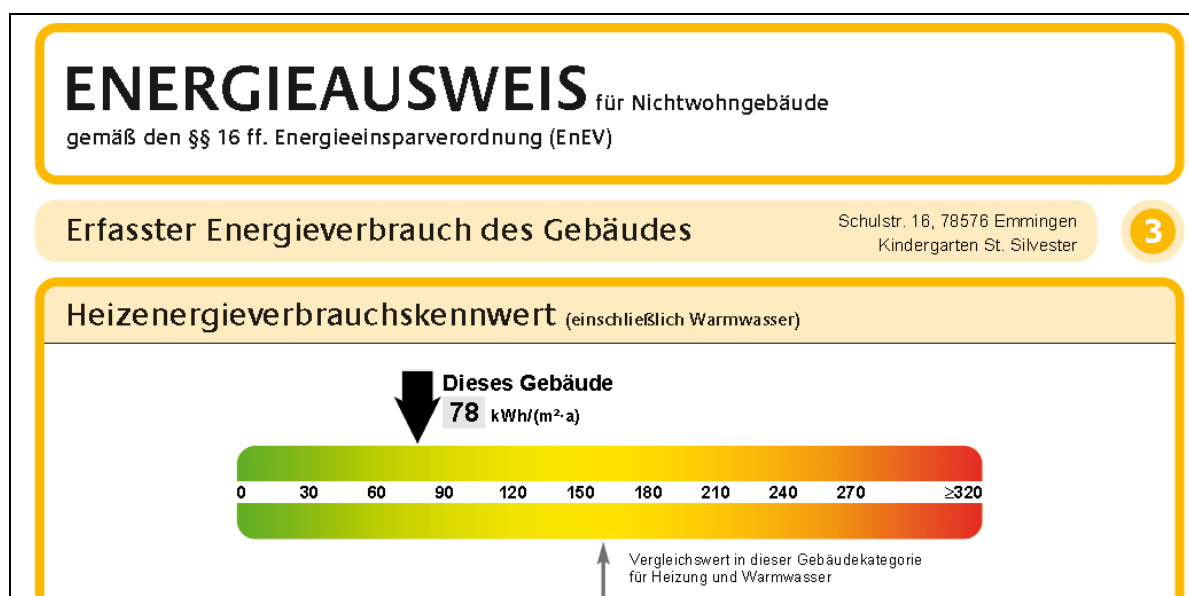 ENERGIEAUSWEIS für Nichtwohngebäude
gemäß den §§ 16 ff. Energieeinsparverordnung (EnEV)
Erfasster Energieverbrauch des Gebäudes
Schulstr. 16, 78576 Emmingen
Kindergarten St. Silvester
3
Heizenergieverbrauchskennwert (einschließlich Warmwasser)
Dieses Gebäude
78 kWh/(m²·a)
0 30 60 90 120 150 180 210 240 270 ≥320
Vergleichswert in dieser Gebäudekategorie
für Heizung und Warmwasser